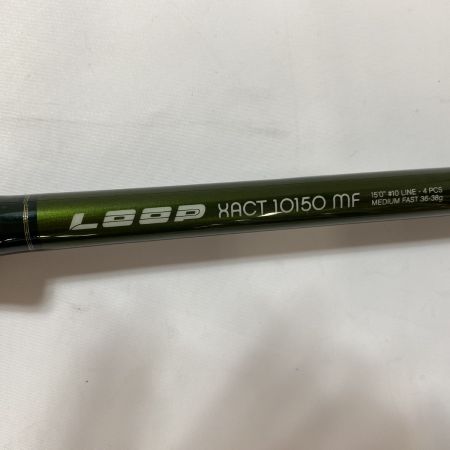 LOOP XACT 10150 MF
15'0" #10 LINE - 4 PCS
MEDIUM FAST 36-38g